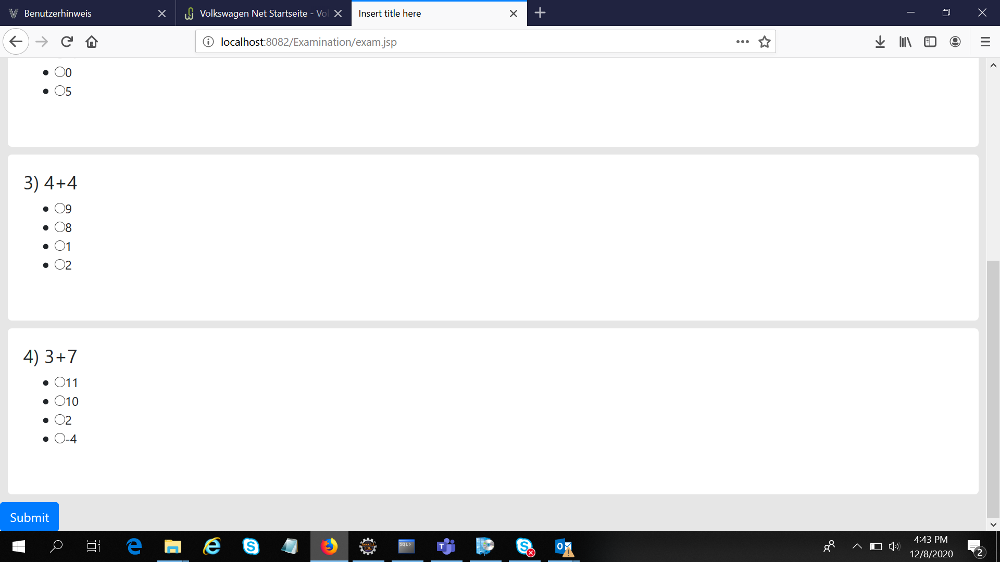 Benutzerhinweis
Volkswagen Net Startseite - Vol
Insert title here
localhost:8082/Examination/exam.jsp
0
5
3) 4+4
9
8
1
2
4) 3+7
11
10
2
-4
Submit
4:43 PM
12/8/2020
2